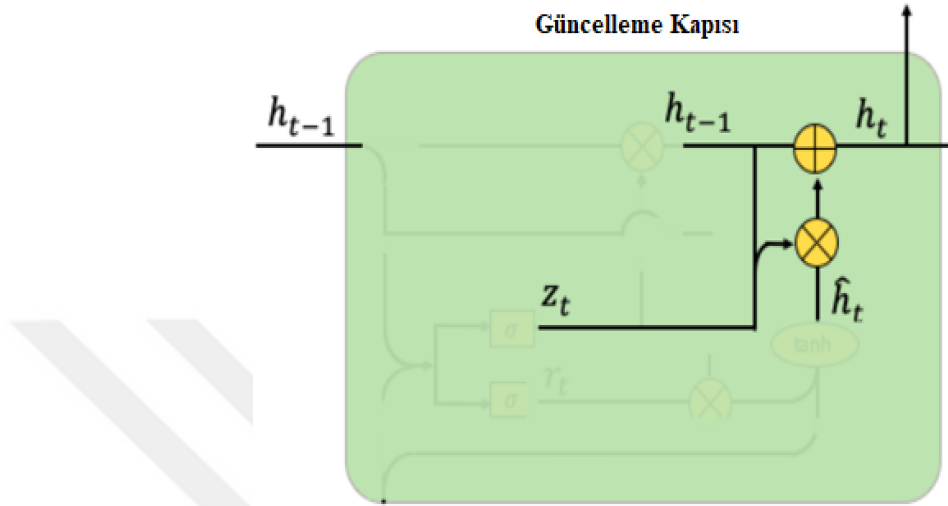 Güncelleme Kapısı
h_{t-1}
h_{t-1}
h_t
z_t
ĥ_t
σ
tanh
r_t
σ